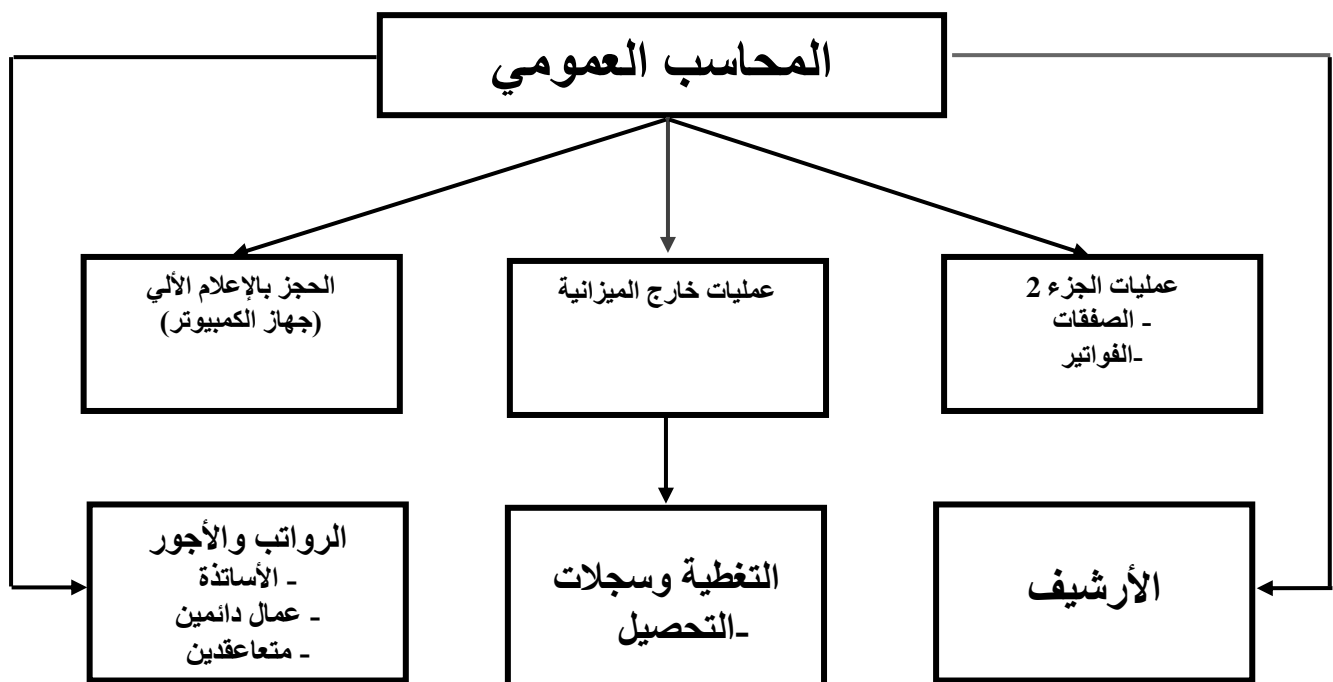 المحاسب العمومي
عمليات الجزء 2
- الصفقات
-الفواتير
عمليات خارج الميزانية
الحجز بالإعلام الألي
(جهاز الكمبيوتر)
الأرشيف
التغطية وسجلات
-التحصيل
الرواتب والأجور
- الأساتذة
- عمال دائمين
- متعاعقدين